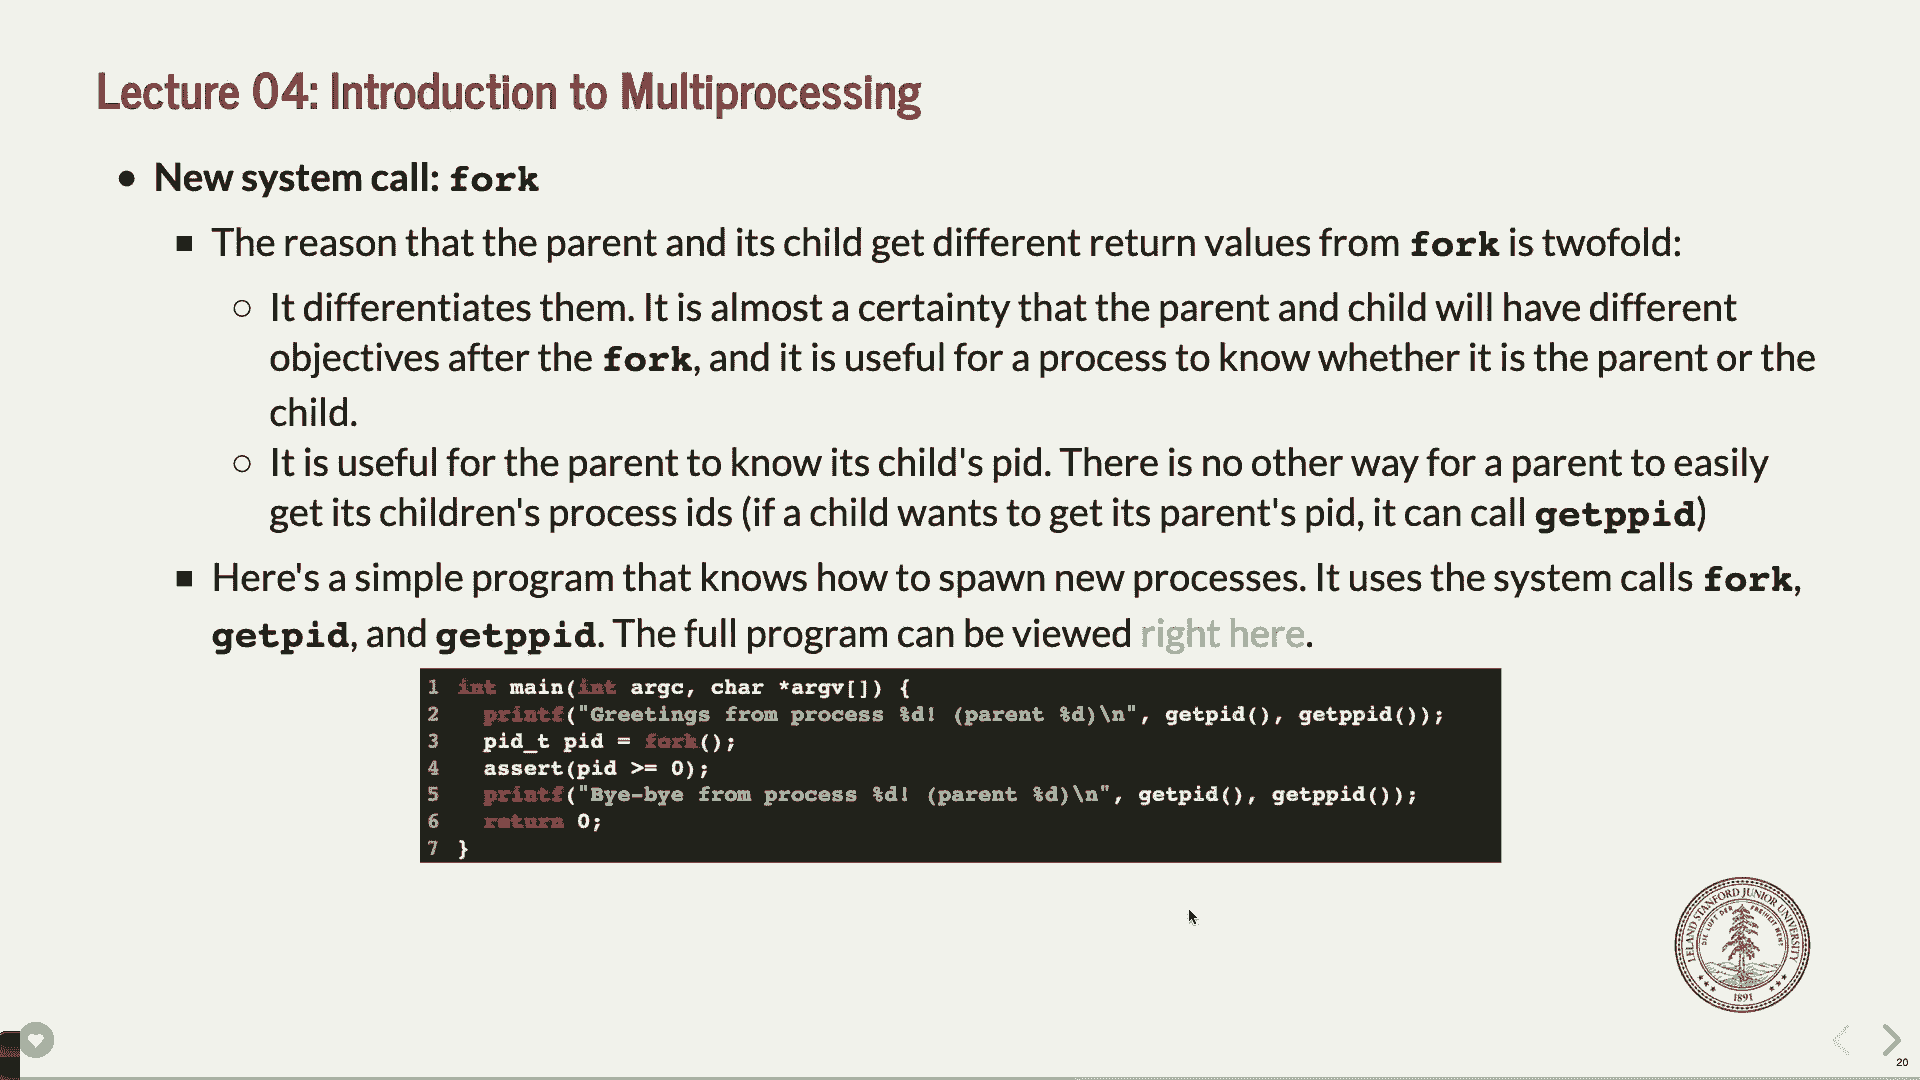 Lecture 04: Introduction to Multiprocessing
● New system call: fork
■ The reason that the parent and its child get different return values from fork is twofold:
○ It differentiates them. It is almost a certainty that the parent and child will have different
objectives after the fork, and it is useful for a process to know whether it is the parent or the
child.
○ It is useful for the parent to know its child's pid. There is no other way for a parent to easily
get its children's process ids (if a child wants to get its parent's pid, it can call getppid)
■ Here's a simple program that knows how to spawn new processes. It uses the system calls fork,
getpid, and getppid. The full program can be viewed right here.
1 int main(int argc, char *argv[]) {
2   printf("Greetings from process %d! (parent %d)\n", getpid(), getppid());
3   pid_t pid = fork();
4   assert(pid >= 0);
5   printf("Bye-bye from process %d! (parent %d)\n", getpid(), getppid());
6   return 0;
7 }
LELAND STANFORD JUNIOR UNIVERSITY
DIE LUFT DER FREIHEIT WEHT
1891
20